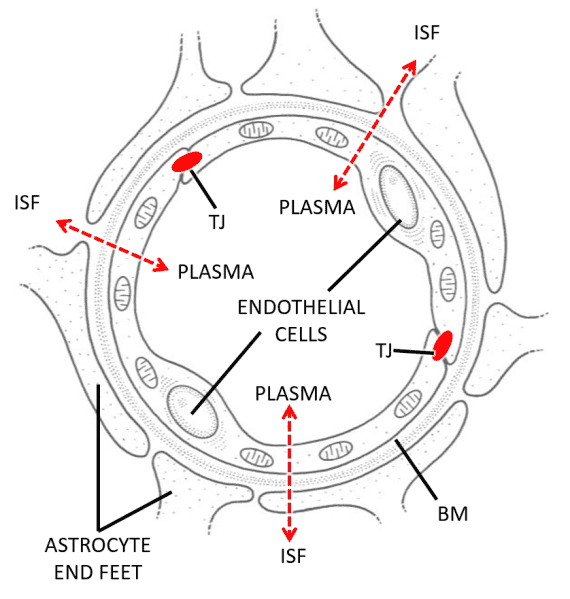 ISF
ISF
PLASMA
TJ
PLASMA
ENDOTHELIAL
CELLS
TJ
PLASMA
BM
ASTROCYTE
END FEET
ISF